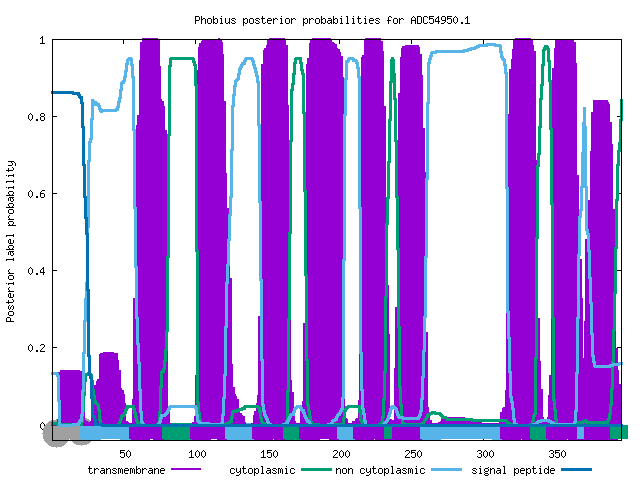 Phobius posterior probabilities for ADC54950.1
1
0.8
0.6
0.4
0.2
0
Posterior label probability
50 100 150 200 250 300 350
transmembrane cytoplasmic non cytoplasmic signal peptide